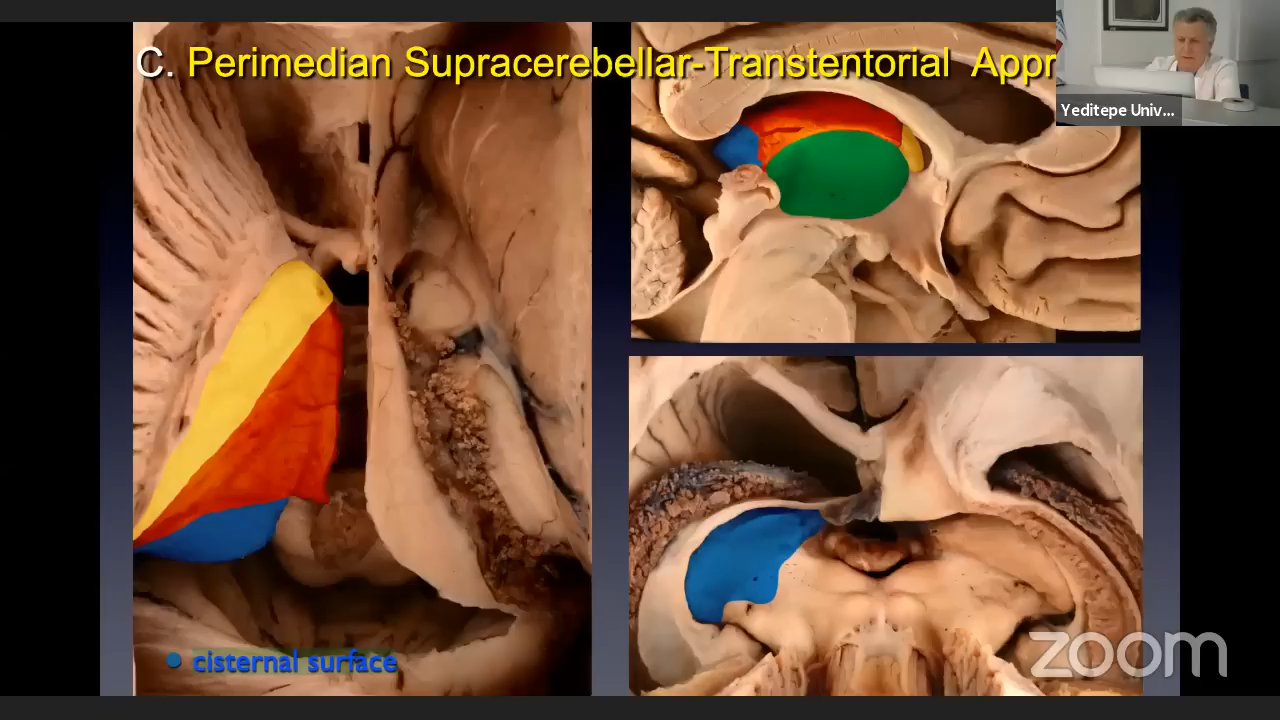 C. Perimedian Supracerebellar-Transtentorial Appr
Yeditepe Univ...
• cisternal surface
zoom